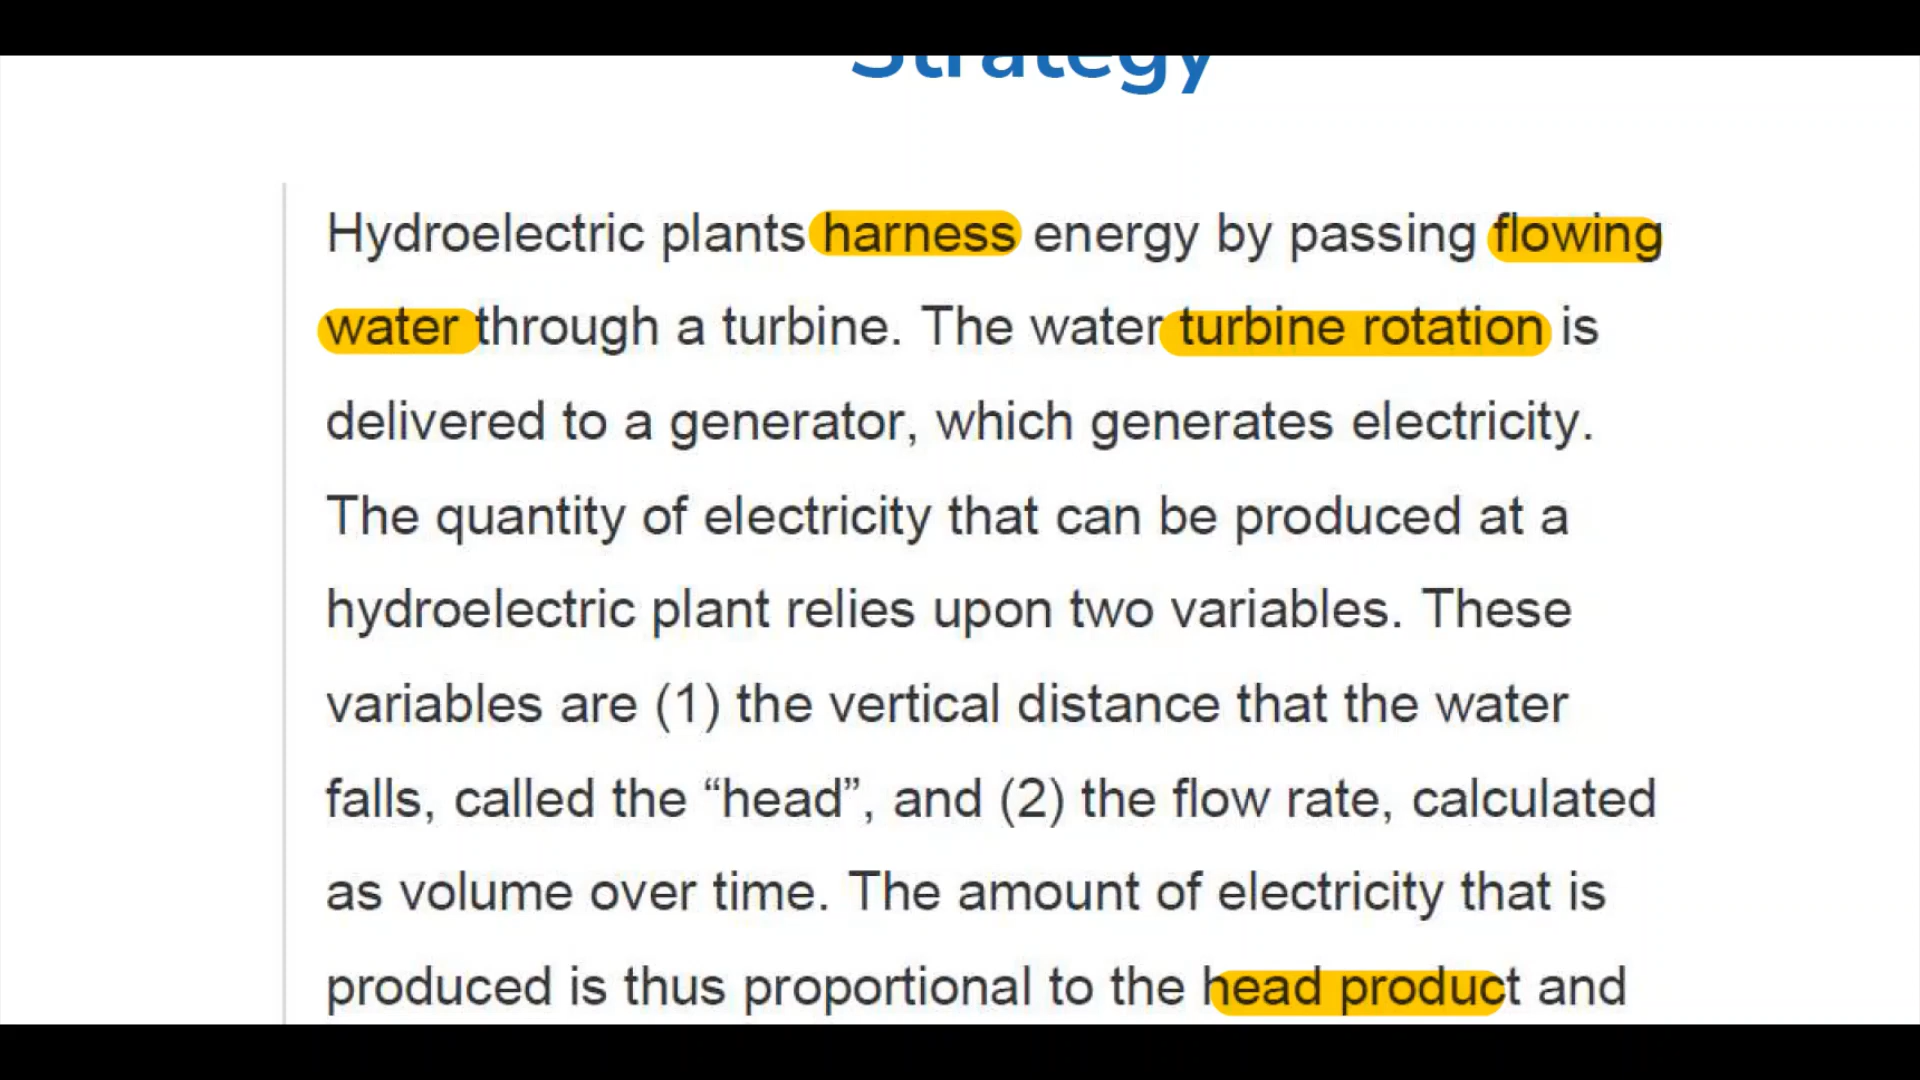 Strategy
Hydroelectric plants harness energy by passing flowing
water through a turbine. The water turbine rotation is
delivered to a generator, which generates electricity.
The quantity of electricity that can be produced at a
hydroelectric plant relies upon two variables. These
variables are (1) the vertical distance that the water
falls, called the “head”, and (2) the flow rate, calculated
as volume over time. The amount of electricity that is
produced is thus proportional to the head product and